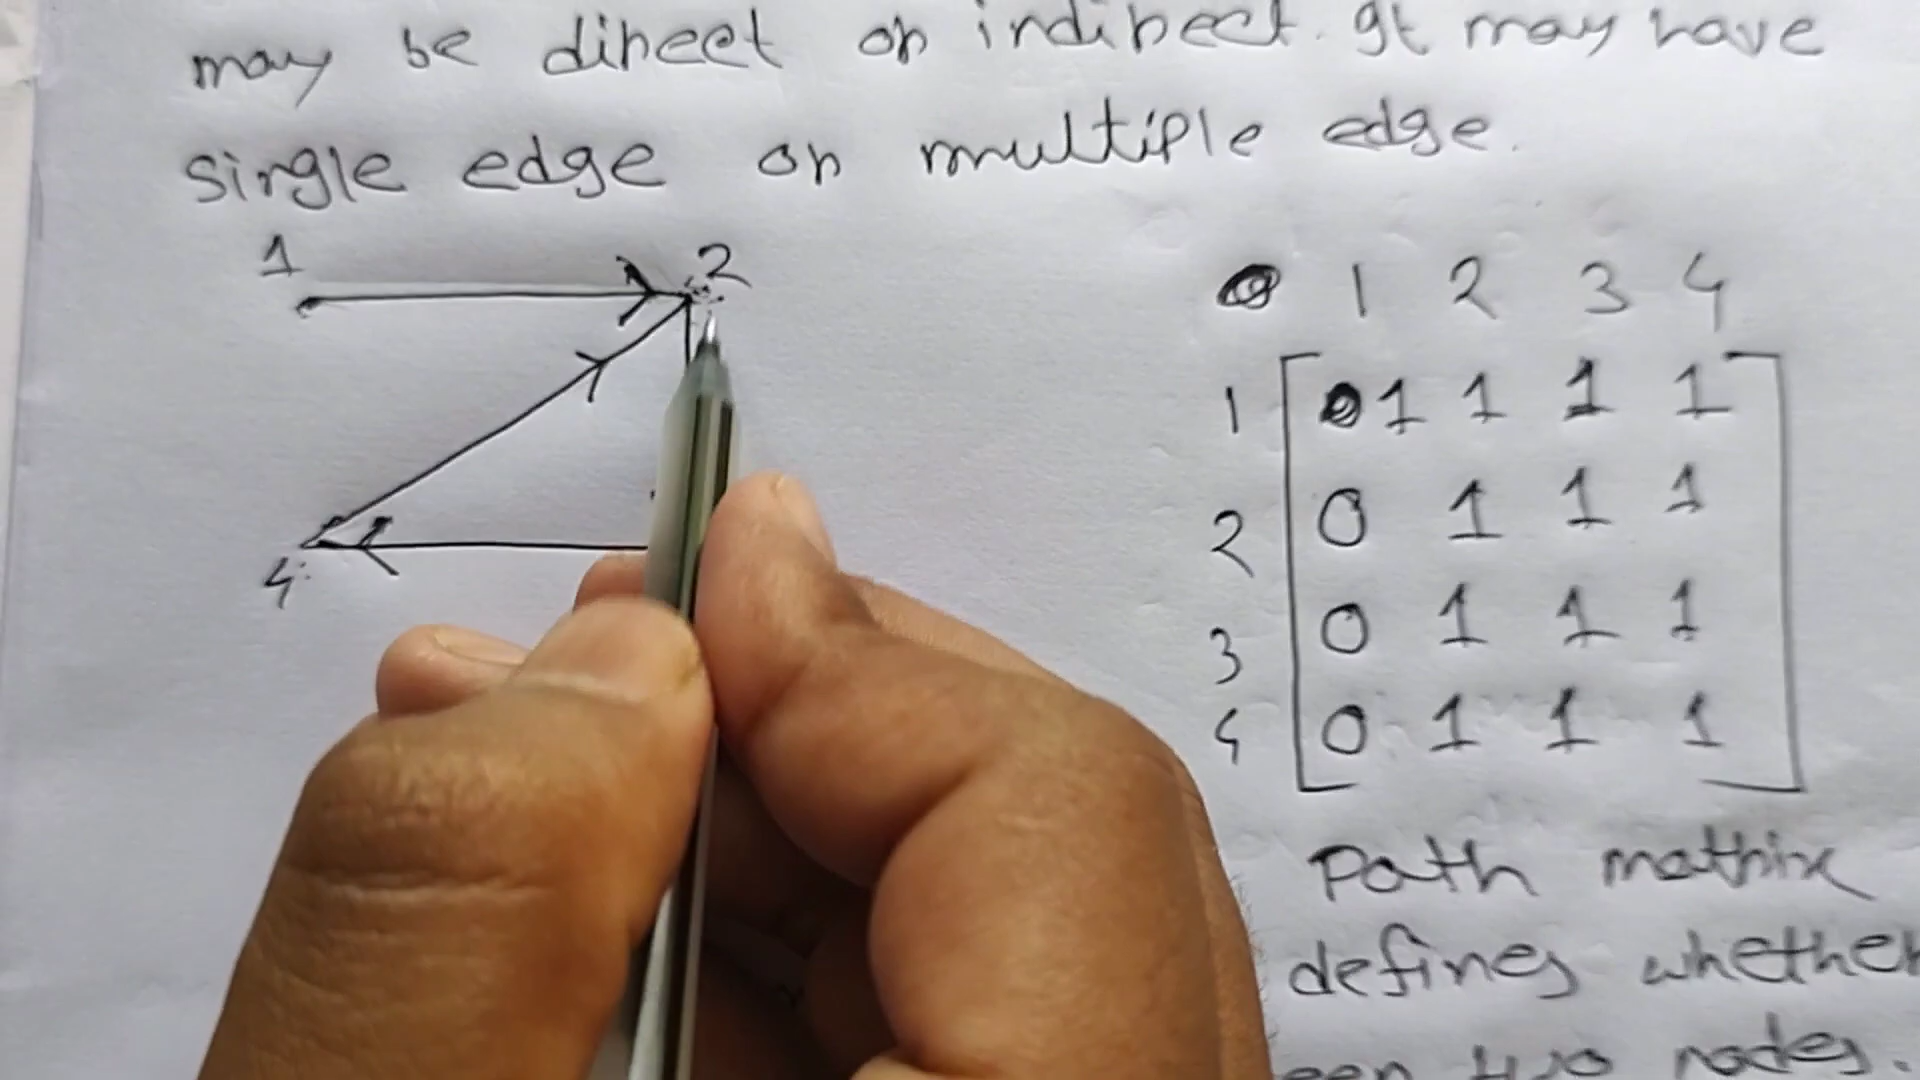 may be direct or indirect. It may have
single edge or multiple edge.
1 2
4
1 2 3 4
1 1 1 1 1
2 0 1 1 1
3 0 1 1 1
4 0 1 1 1
Path matrix
defines whether
een two nodes.